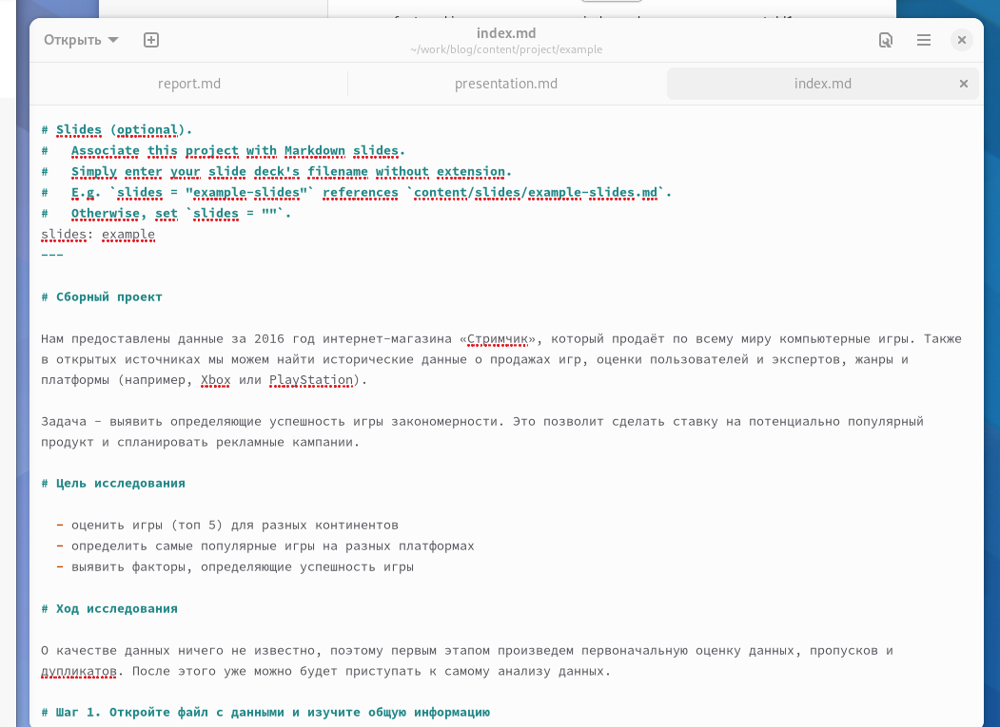 Открыть
index.md
~/work/blog/content/project/example
report.md
presentation.md
index.md
# Slides (optional).
#   Associate this project with Markdown slides.
#   Simply enter your slide deck's filename without extension.
#   E.g. `slides = "example-slides"` references `content/slides/example-slides.md`.
#   Otherwise, set `slides = ""`.
slides: example
---
# Сборный проект
Нам предоставлены данные за 2016 год интернет-магазина «Стримчик», который продаёт по всему миру компьютерные игры. Также
в открытых источниках мы можем найти исторические данные о продажах игр, оценки пользователей и экспертов, жанры и
платформы (например, Xbox или PlayStation).
Задача – выявить определяющие успешность игры закономерности. Это позволит сделать ставку на потенциально популярный
продукт и спланировать рекламные кампании.
# Цель исследования
- оценить игры (топ 5) для разных континентов
- определить самые популярные игры на разных платформах
- выявить факторы, определяющие успешность игры
# Ход исследования
О качестве данных ничего не известно, поэтому первым этапом произведем первоначальную оценку данных, пропусков и
дупликатов. После этого уже можно будет приступать к самому анализу данных.
# Шаг 1. Откройте файл с данными и изучите общую информацию